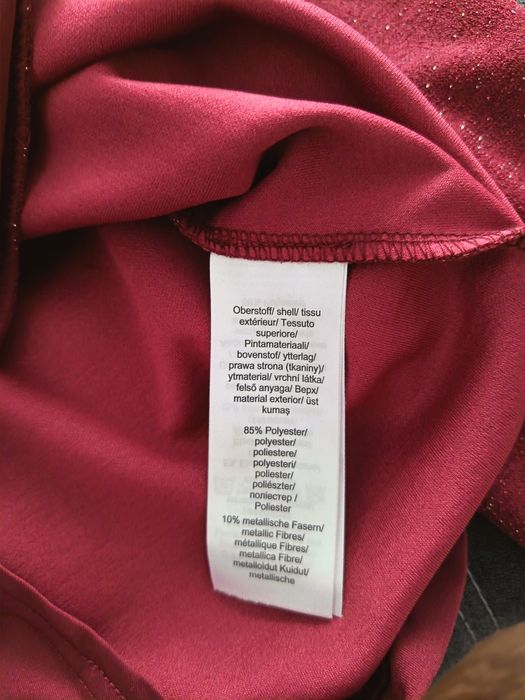 Oberstoff/ shell/ tissu
extérieur/ Tessuto
superiore/
Pintamateriaali/
bovenstof/ ytterlag/
prawa strona (tkaniny)/
ytmaterial/ vrchní látka/
felső anyaga/ Bepx/
material exterior/ üst
kumaş
85% Polyester/
polyester/
poliestere/
polyesteri/
poliester/
poliészter/
поліестер /
Poliester
10% metallische Fasern/
metallic Fibres/
métallique Fibres/
metallica Fibre/
metalloidut Kuidut/
metallische